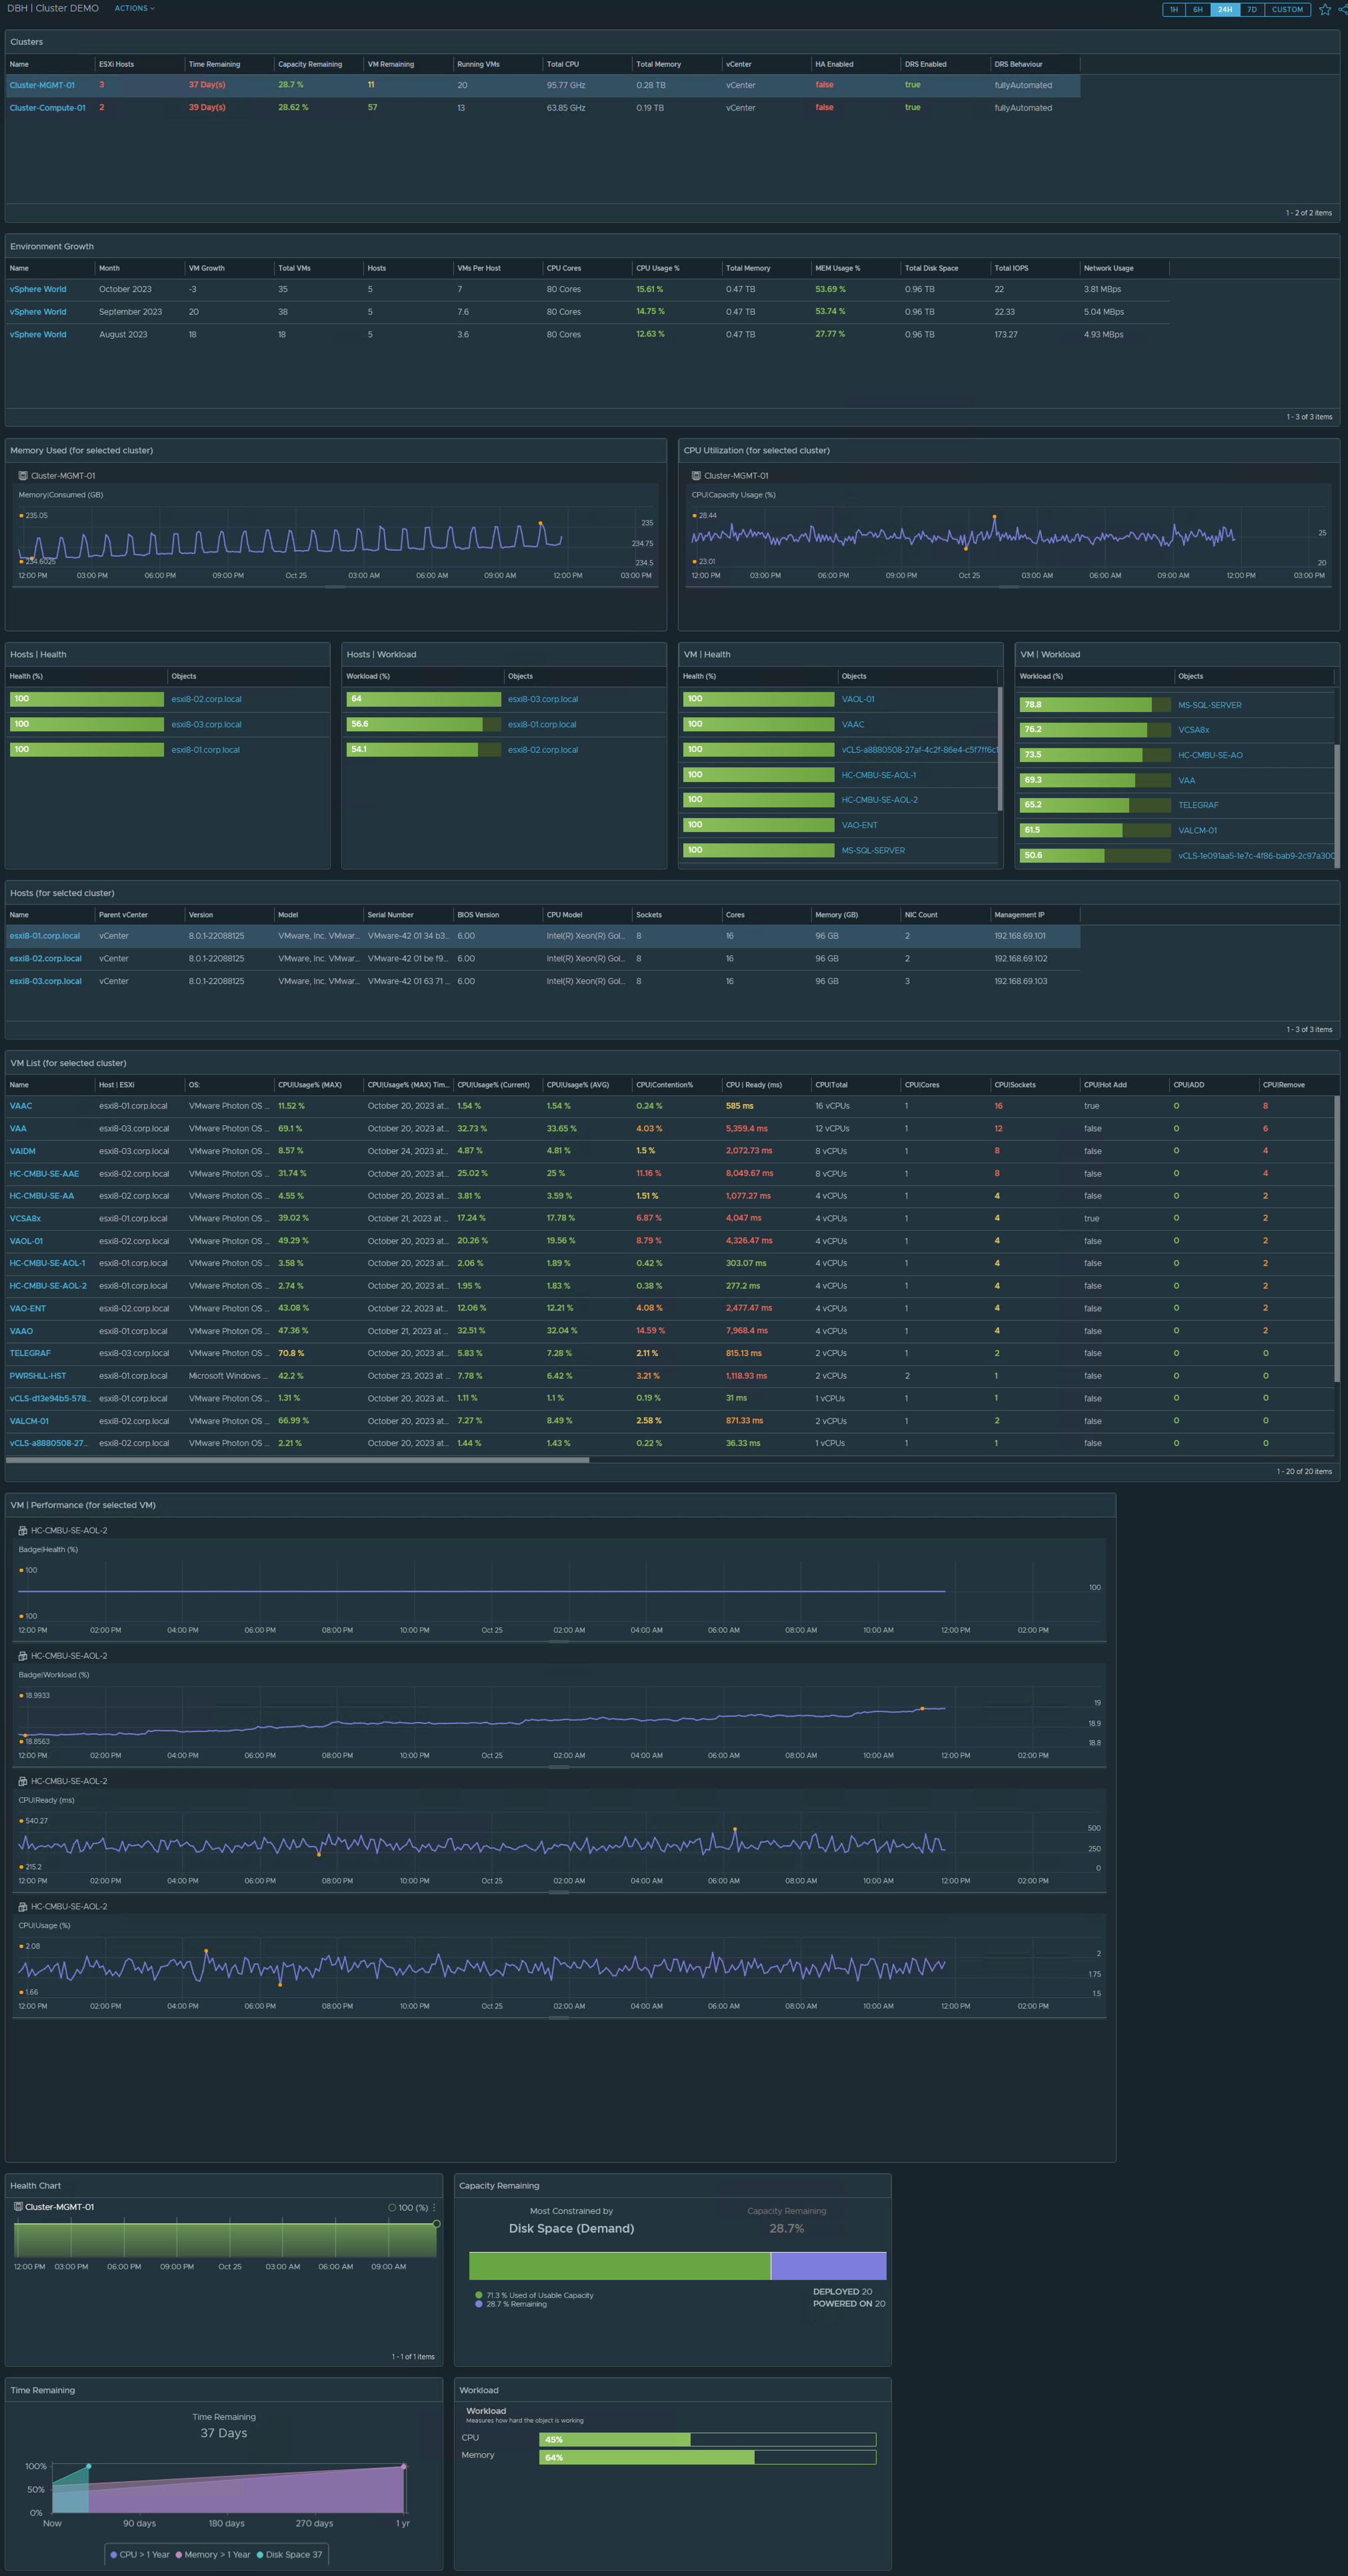 DBH | Cluster DEMO ACTIONS 1H 6H 24H 7D CUSTOM
Clusters
Name ESXi Hosts Time Remaining Capacity Remaining VM Remaining Running VMs Total CPU Total Memory vCenter HA Enabled DRS Enabled DRS Behaviour
Cluster-MGMT-01 3 37 Day(s) 28.7 % 11 20 95.77 GHz 0.28 TB vCenter false true fullyAutomated
Cluster-Compute-01 2 39 Day(s) 28.62 % 57 13 63.85 GHz 0.19 TB vCenter false true fullyAutomated
1 - 2 of 2 items
Environment Growth
Name Month VM Growth Total VMs Hosts VMs Per Host CPU Cores CPU Usage % Total Memory MEM Usage % Total Disk Space Total IOPS Network Usage
vSphere World October 2023 -3 35 5 7 80 Cores 15.61 % 0.47 TB 53.69 % 0.96 TB 22 3.81 MBps
vSphere World September 2023 20 38 5 7.6 80 Cores 14.75 % 0.47 TB 53.74 % 0.96 TB 22.33 5.04 MBps
vSphere World August 2023 18 18 5 3.6 80 Cores 12.63 % 0.47 TB 27.77 % 0.96 TB 173.27 4.93 MBps
1 - 3 of 3 items
Memory Used (for selected cluster)
Cluster-MGMT-01
Memory|Consumed (GB)
235.05
235
234.75
234.6025 234.5
12:00 PM 03:00 PM 06:00 PM 09:00 PM Oct 25 03:00 AM 06:00 AM 09:00 AM 12:00 PM 03:00 PM
CPU Utilization (for selected cluster)
Cluster-MGMT-01
CPU|Capacity Usage (%)
28.44
25
23.01 20
12:00 PM 03:00 PM 06:00 PM 09:00 PM Oct 25 03:00 AM 06:00 AM 09:00 AM 12:00 PM 03:00 PM
Hosts | Health
Health (%) Objects
100 esxi8-02.corp.local
100 esxi8-03.corp.local
100 esxi8-01.corp.local
Hosts | Workload
Workload (%) Objects
64 esxi8-03.corp.local
56.6 esxi8-01.corp.local
54.1 esxi8-02.corp.local
VM | Health
Health (%) Objects
100 VAOL-01
100 VAAC
100 vCLS-a8880508-27af-4c2f-86e4-c5f7ff6c1
100 HC-CMBU-SE-AOL-1
100 HC-CMBU-SE-AOL-2
100 VAO-ENT
100 MS-SQL-SERVER
VM | Workload
Workload (%) Objects
78.8 MS-SQL-SERVER
76.2 VCSA8x
73.5 HC-CMBU-SE-AO
69.3 VAA
65.2 TELEGRAF
61.5 VALCM-01
50.6 vCLS-1e091aa5-1e7c-4f86-bab9-2c97a300
Hosts (for selcted cluster)
Name Parent vCenter Version Model Serial Number BIOS Version CPU Model Sockets Cores Memory (GB) NIC Count Management IP
esxi8-01.corp.local vCenter 8.0.1-22088125 VMware, Inc. VMwar... VMware-42 01 34 b3... 6.00 Intel(R) Xeon(R) Gol... 8 16 96 GB 2 192.168.69.101
esxi8-02.corp.local vCenter 8.0.1-22088125 VMware, Inc. VMwar... VMware-42 01 be f9... 6.00 Intel(R) Xeon(R) Gol... 8 16 96 GB 2 192.168.69.102
esxi8-03.corp.local vCenter 8.0.1-22088125 VMware, Inc. VMwar... VMware-42 01 63 71 ... 6.00 Intel(R) Xeon(R) Gol... 8 16 96 GB 3 192.168.69.103
1 - 3 of 3 items
VM List (for selected cluster)
Name Host | ESXi OS: CPU|Usage% (MAX) CPU|Usage% (MAX) Tim... CPU|Usage% (Current) CPU|Usage% (AVG) CPU|Contention% CPU | Ready (ms) CPU|Total CPU|Cores CPU|Sockets CPU|Hot Add CPU|ADD CPU|Remove
VAAC esxi8-01.corp.local VMware Photon OS ... 11.52 % October 20, 2023 at... 1.54 % 1.54 % 0.24 % 585 ms 16 vCPUs 1 16 true 0 8
VAA esxi8-03.corp.local VMware Photon OS ... 69.1 % October 20, 2023 at... 32.73 % 33.65 % 4.03 % 5,359.4 ms 12 vCPUs 1 12 false 0 6
VAIDM esxi8-03.corp.local VMware Photon OS ... 8.57 % October 24, 2023 at... 4.87 % 4.81 % 1.5 % 2,072.73 ms 8 vCPUs 1 8 false 0 4
HC-CMBU-SE-AAE esxi8-02.corp.local VMware Photon OS ... 31.74 % October 20, 2023 at... 25.02 % 25 % 11.16 % 8,049.67 ms 8 vCPUs 1 8 false 0 4
HC-CMBU-SE-AA esxi8-02.corp.local VMware Photon OS ... 4.55 % October 20, 2023 at... 3.81 % 3.59 % 1.51 % 1,077.27 ms 4 vCPUs 1 4 false 0 2
VCSA8x esxi8-01.corp.local VMware Photon OS ... 39.02 % October 21, 2023 at ... 17.24 % 17.78 % 6.87 % 4,047 ms 4 vCPUs 1 4 true 0 2
VAOL-01 esxi8-02.corp.local VMware Photon OS ... 49.29 % October 20, 2023 at... 20.26 % 19.56 % 8.79 % 4,326.47 ms 4 vCPUs 1 4 false 0 2
HC-CMBU-SE-AOL-1 esxi8-01.corp.local VMware Photon OS ... 3.58 % October 20, 2023 at... 2.06 % 1.89 % 0.42 % 303.07 ms 4 vCPUs 1 4 false 0 2
HC-CMBU-SE-AOL-2 esxi8-01.corp.local VMware Photon OS ... 2.74 % October 20, 2023 at... 1.95 % 1.83 % 0.38 % 277.2 ms 4 vCPUs 1 4 false 0 2
VAO-ENT esxi8-02.corp.local VMware Photon OS ... 43.08 % October 22, 2023 at... 12.06 % 12.21 % 4.08 % 2,477.47 ms 4 vCPUs 1 4 false 0 2
VAAO esxi8-01.corp.local VMware Photon OS ... 47.36 % October 21, 2023 at ... 32.51 % 32.04 % 14.59 % 7,968.4 ms 4 vCPUs 1 4 false 0 2
TELEGRAF esxi8-03.corp.local VMware Photon OS ... 70.8 % October 20, 2023 at... 5.83 % 7.28 % 2.11 % 815.13 ms 2 vCPUs 1 2 false 0 0
PWRSHLL-HST esxi8-01.corp.local Microsoft Windows ... 42.2 % October 23, 2023 at ... 7.78 % 6.42 % 3.21 % 1,118.93 ms 2 vCPUs 2 1 false 0 0
vCLS-d13e94b5-578... esxi8-01.corp.local VMware Photon OS ... 1.31 % October 20, 2023 at... 1.11 % 1.1 % 0.19 % 31 ms 1 vCPUs 1 1 false 0 0
VALCM-01 esxi8-02.corp.local VMware Photon OS ... 66.99 % October 20, 2023 at... 7.27 % 8.49 % 2.58 % 871.33 ms 2 vCPUs 1 2 false 0 0
vCLS-a8880508-27... esxi8-02.corp.local VMware Photon OS ... 2.21 % October 20, 2023 at... 1.44 % 1.43 % 0.22 % 36.33 ms 1 vCPUs 1 1 false 0 0
1 - 20 of 20 items
VM | Performance (for selected VM)
HC-CMBU-SE-AOL-2
Badge|Health (%)
100
100
100
12:00 PM 02:00 PM 04:00 PM 06:00 PM 08:00 PM 10:00 PM Oct 25 02:00 AM 04:00 AM 06:00 AM 08:00 AM 10:00 AM 12:00 PM 02:00 PM
HC-CMBU-SE-AOL-2
Badge|Workload (%)
18.9933
19
18.9
18.8563 18.8
12:00 PM 02:00 PM 04:00 PM 06:00 PM 08:00 PM 10:00 PM Oct 25 02:00 AM 04:00 AM 06:00 AM 08:00 AM 10:00 AM 12:00 PM 02:00 PM
HC-CMBU-SE-AOL-2
CPU|Ready (ms)
540.27
500
250
215.2 0
12:00 PM 02:00 PM 04:00 PM 06:00 PM 08:00 PM 10:00 PM Oct 25 02:00 AM 04:00 AM 06:00 AM 08:00 AM 10:00 AM 12:00 PM 02:00 PM
HC-CMBU-SE-AOL-2
CPU|Usage (%)
2.08
2
1.75
1.66 1.5
12:00 PM 02:00 PM 04:00 PM 06:00 PM 08:00 PM 10:00 PM Oct 25 02:00 AM 04:00 AM 06:00 AM 08:00 AM 10:00 AM 12:00 PM 02:00 PM
Health Chart
Cluster-MGMT-01 100 (%)
12:00 PM 03:00 PM 06:00 PM 09:00 PM Oct 25 03:00 AM 06:00 AM 09:00 AM
1 - 1 of 1 items
Capacity Remaining
Most Constrained by Capacity Remaining
Disk Space (Demand) 28.7%
71.3 % Used of Usable Capacity DEPLOYED 20
28.7 % Remaining POWERED ON 20
Time Remaining
Time Remaining
37 Days
100%
50%
0%
Now 90 days 180 days 270 days 1 yr
CPU > 1 Year Memory > 1 Year Disk Space 37
Workload
Workload
Measures how hard the object is working
CPU 45%
Memory 64%